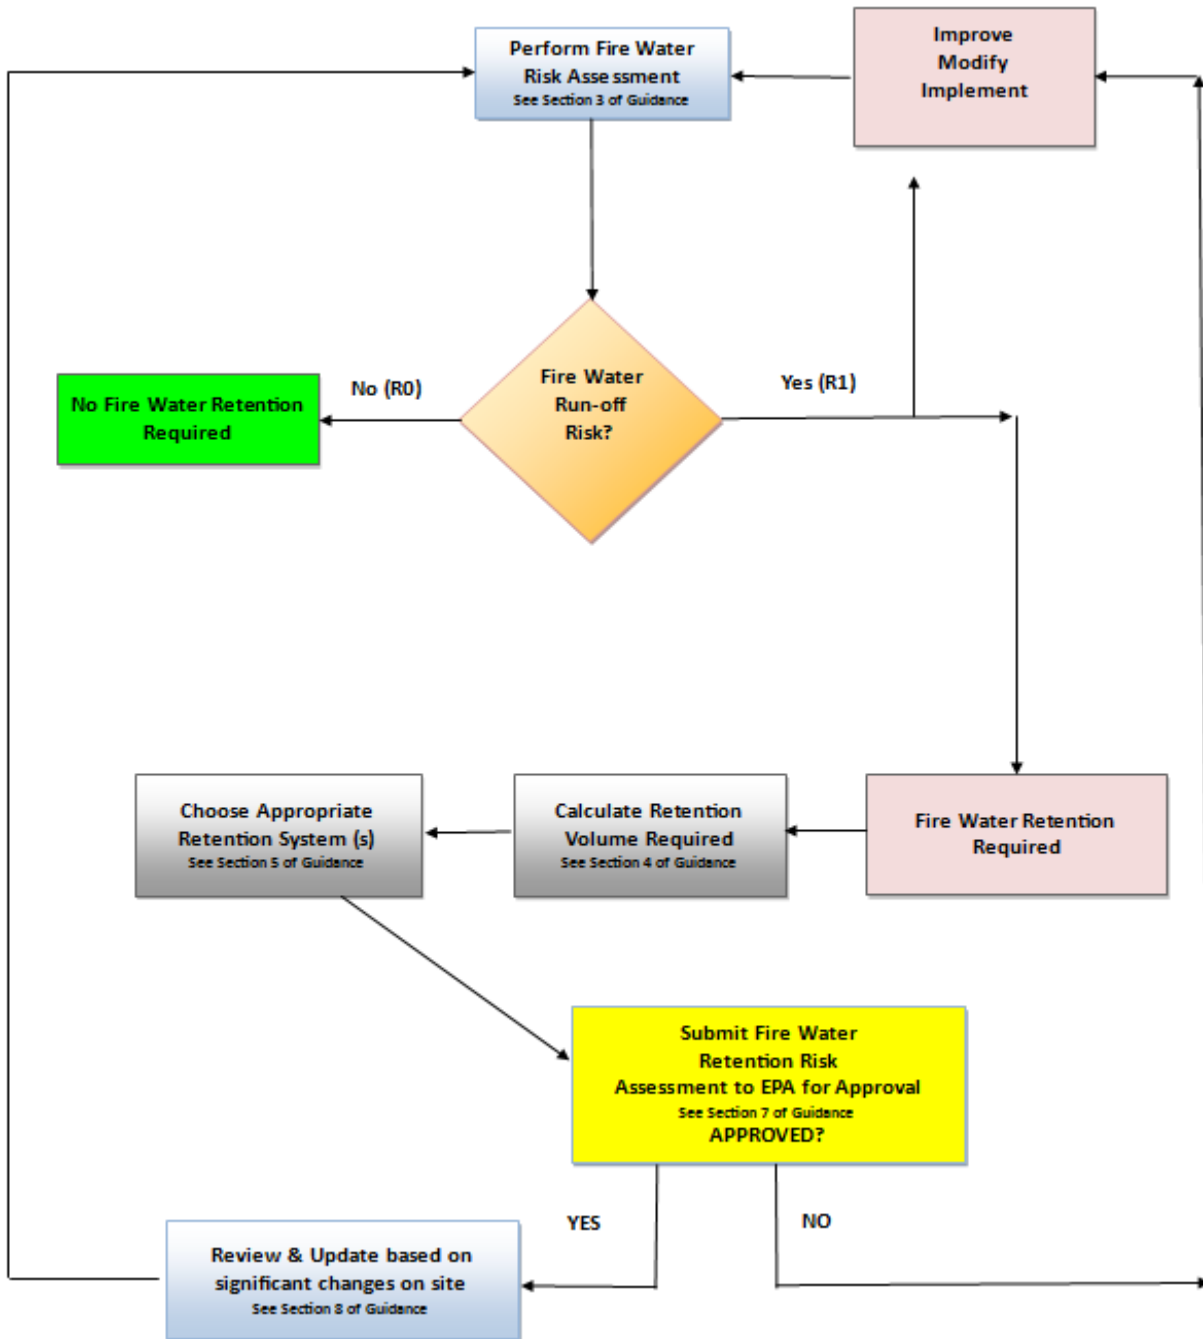 Perform Fire Water
Risk Assessment
See Section 3 of Guidance
Improve
Modify
Implement
Fire Water
Run-off
Risk?
No (R0)
Yes (R1)
No Fire Water Retention
Required
Choose Appropriate
Retention System (s)
See Section 5 of Guidance
Calculate Retention
Volume Required
See Section 4 of Guidance
Fire Water Retention
Required
Submit Fire Water
Retention Risk
Assessment to EPA for Approval
See Section 7 of Guidance
APPROVED?
YES
NO
Review & Update based on
significant changes on site
See Section 8 of Guidance